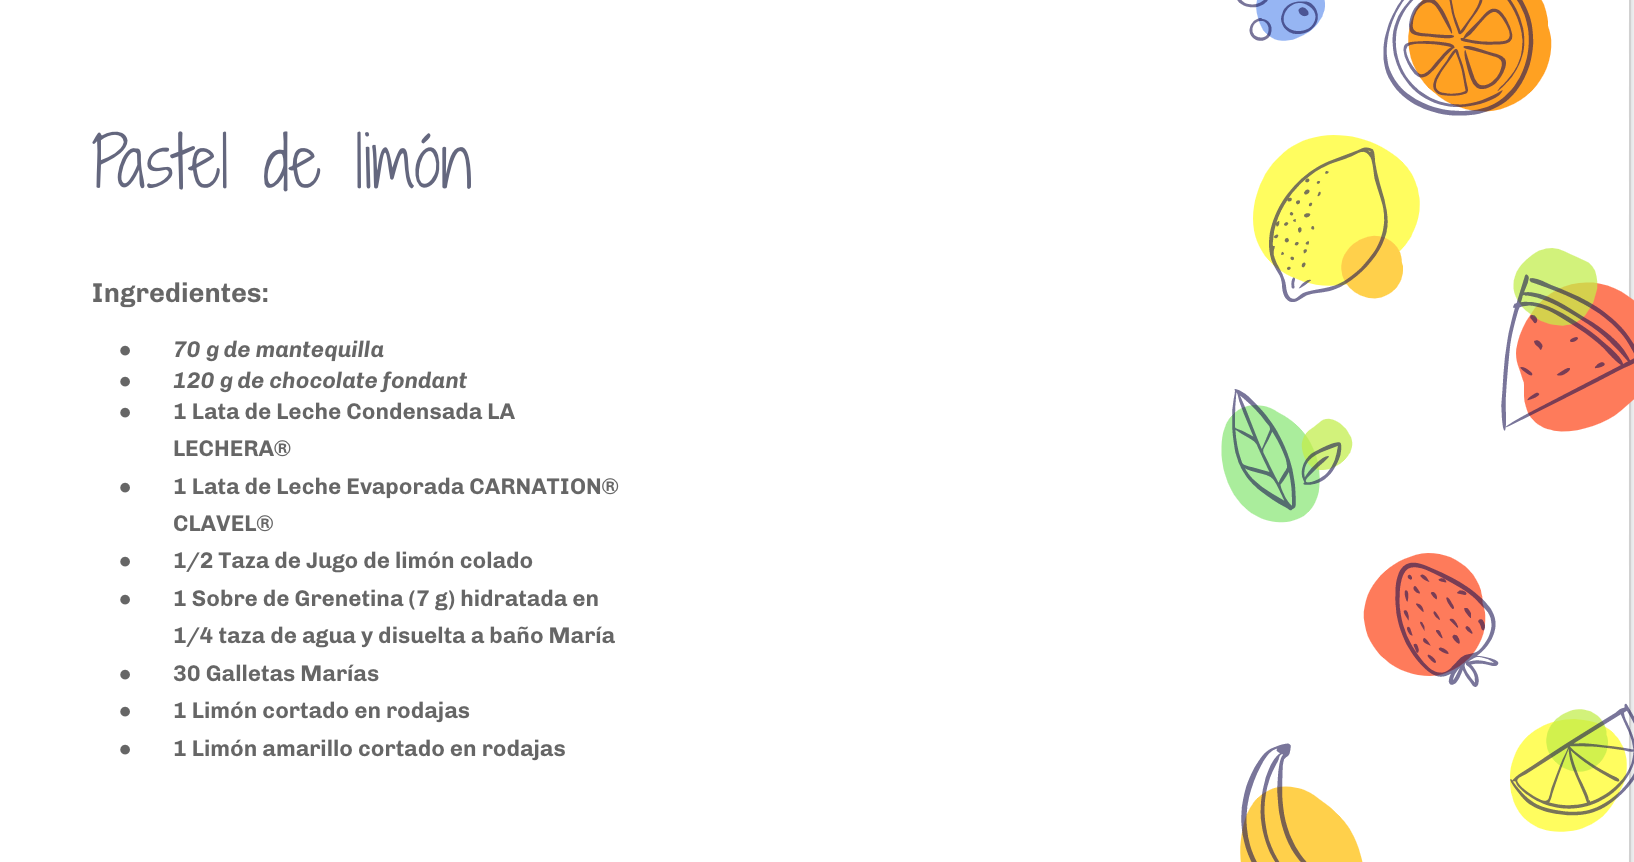 Pastel de limón
Ingredientes:
● 70 g de mantequilla
● 120 g de chocolate fondant
● 1 Lata de Leche Condensada LA
LECHERA®
● 1 Lata de Leche Evaporada CARNATION®
CLAVEL®
● 1/2 Taza de Jugo de limón colado
● 1 Sobre de Grenetina (7 g) hidratada en
1/4 taza de agua y disuelta a baño María
● 30 Galletas Marías
● 1 Limón cortado en rodajas
● 1 Limón amarillo cortado en rodajas